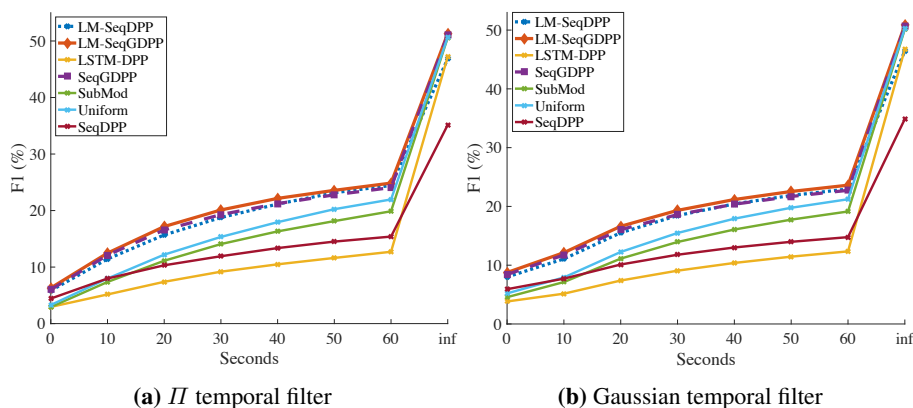 LM-SeqDPP
LM-SeqGDPP
LSTM-DPP
SeqGDPP
SubMod
Uniform
SeqDPP
F1 (%)
50
40
30
20
10
0
0 10 20 30 40 50 60 inf
Seconds
(a) Π temporal filter
LM-SeqDPP
LM-SeqGDPP
LSTM-DPP
SeqGDPP
SubMod
Uniform
SeqDPP
F1 (%)
50
40
30
20
10
0
0 10 20 30 40 50 60 inf
Seconds
(b) Gaussian temporal filter